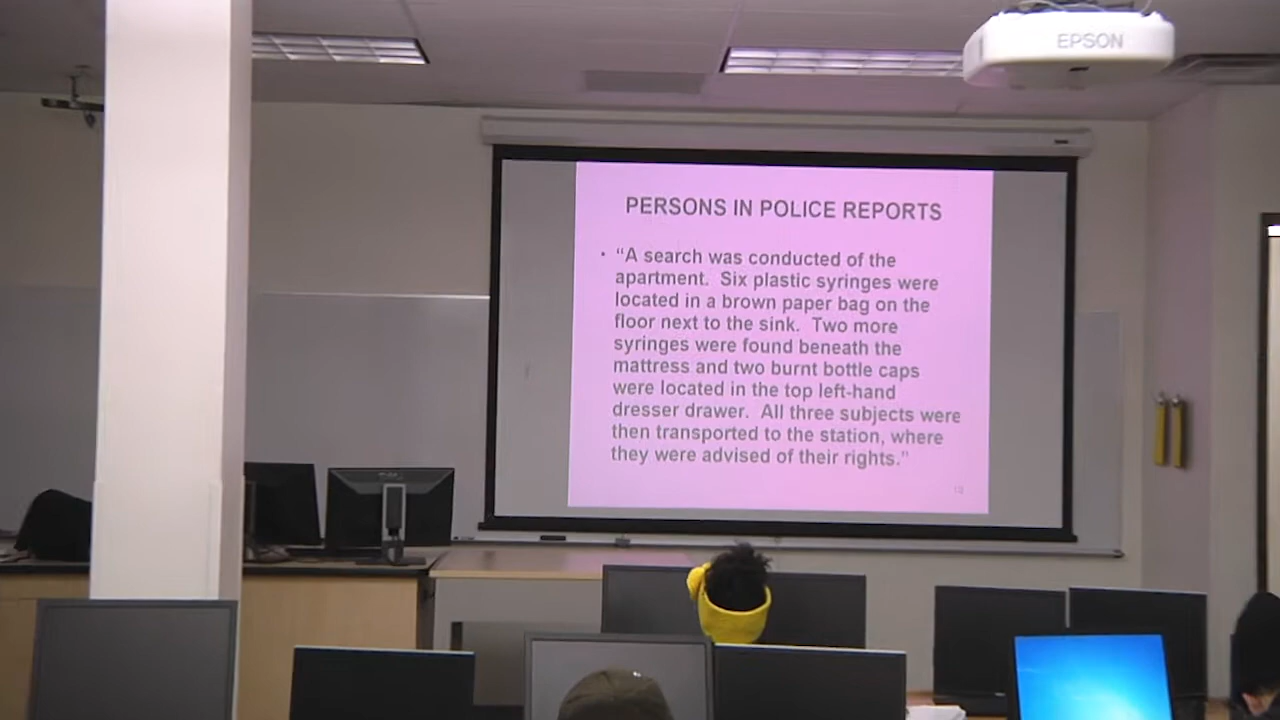 EPSON
PERSONS IN POLICE REPORTS
• “A search was conducted of the
apartment. Six plastic syringes were
located in a brown paper bag on the
floor next to the sink. Two more
syringes were found beneath the
mattress and two burnt bottle caps
were located in the top left-hand
dresser drawer. All three subjects were
then transported to the station, where
they were advised of their rights.”